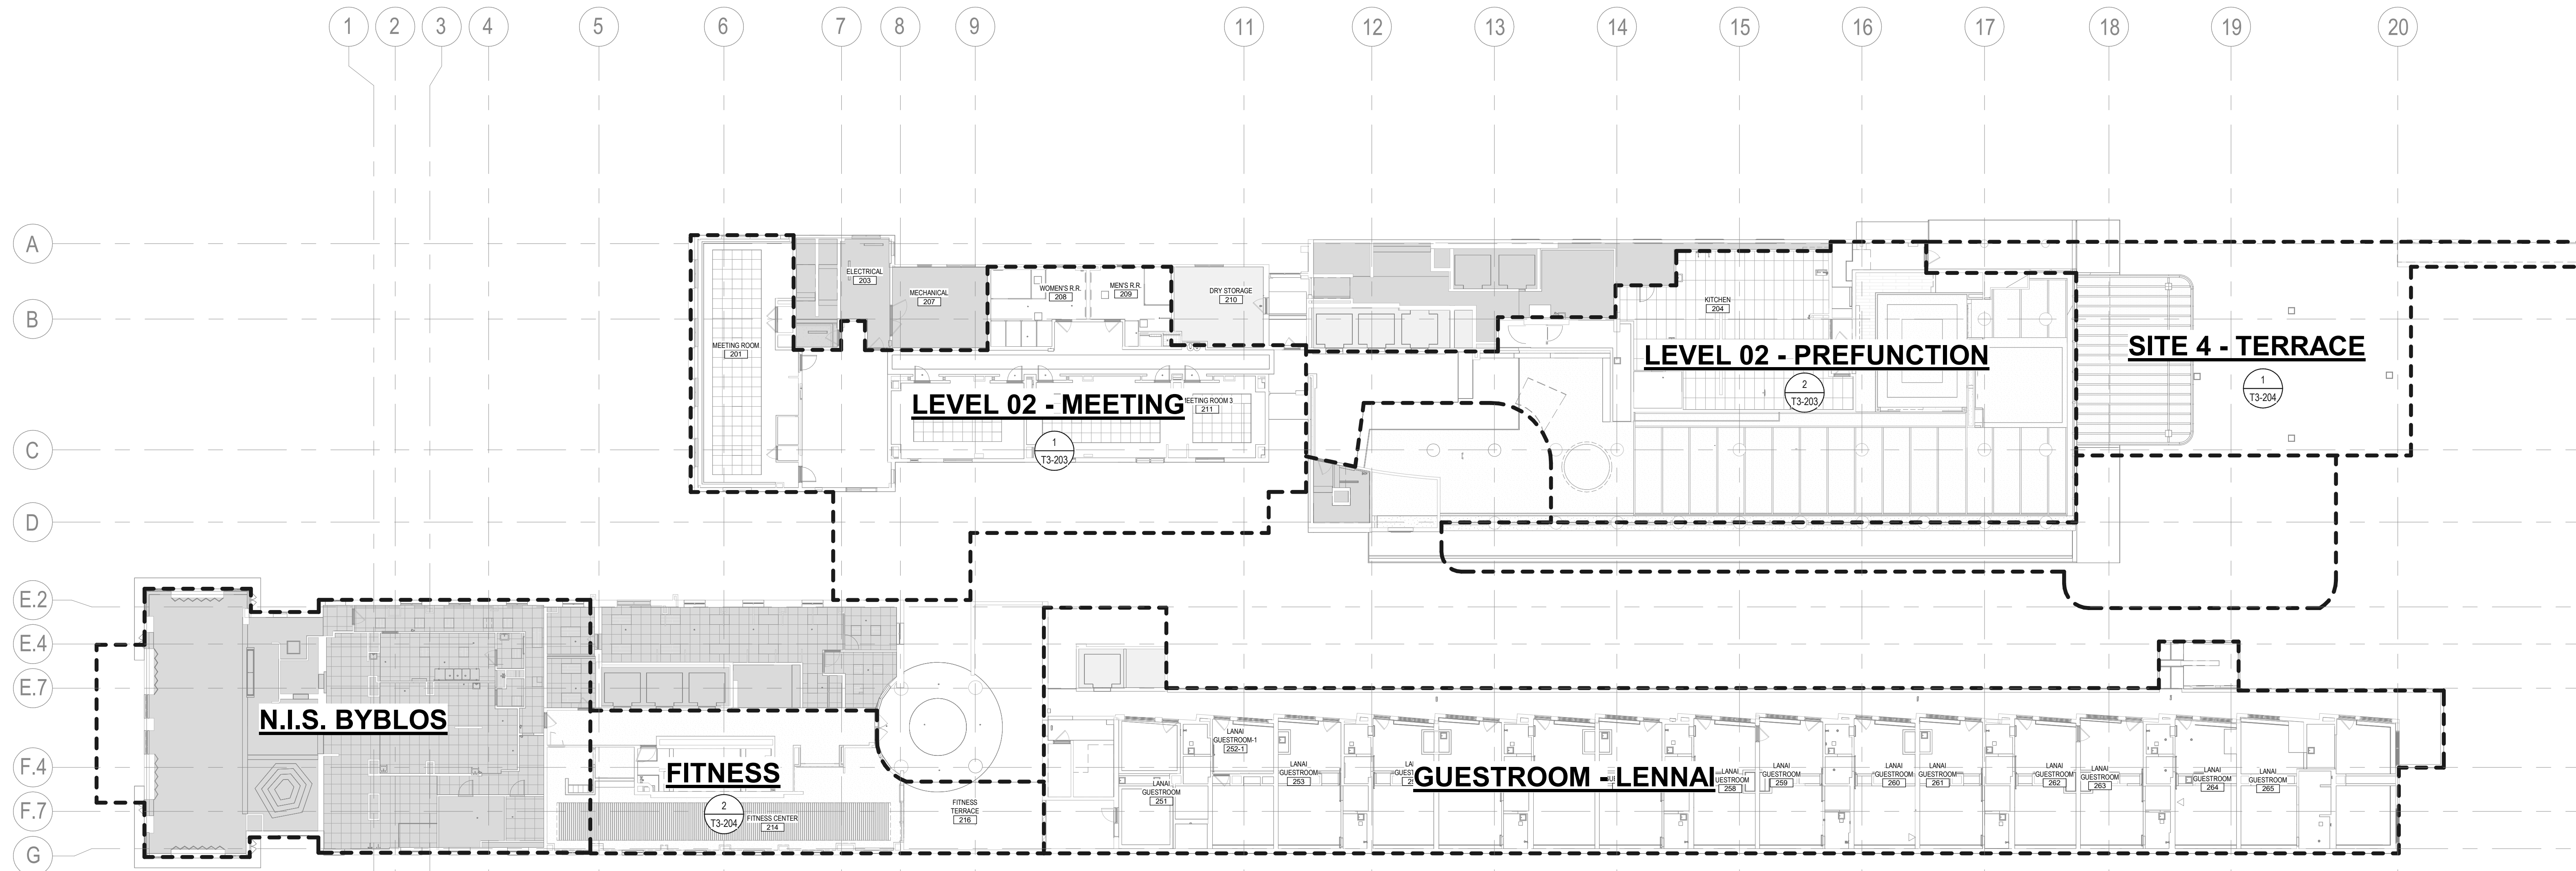 1
2
3
4
5
6
7
8
9
11
12
13
14
15
16
17
18
19
20
A
B
C
D
E.2
E.4
E.7
F.4
F.7
G
ELECTRICAL
203
MECHANICAL
207
WOMEN'S R.R.
208
MEN'S R.R.
209
DRY STORAGE
210
KITCHEN
204
MEETING ROOM
201
LEVEL 02 - MEETING
1
T3-203
MEETING ROOM 3
211
LEVEL 02 - PREFUNCTION
2
T3-203
SITE 4 - TERRACE
1
T3-204
N.I.S. BYBLOS
FITNESS
2
T3-204
FITNESS CENTER
214
FITNESS
TERRACE
216
GUESTROOM - LENNAI
LANAI
GUESTROOM
251
LANAI
GUESTROOM-1
252-1
LANAI
GUESTROOM
253
LANAI
GUESTROOM
258
LANAI
GUESTROOM
259
LANAI
GUESTROOM
260
LANAI
GUESTROOM
261
LANAI
GUESTROOM
262
LANAI
GUESTROOM
263
LANAI
GUESTROOM
264
LANAI
GUESTROOM
265